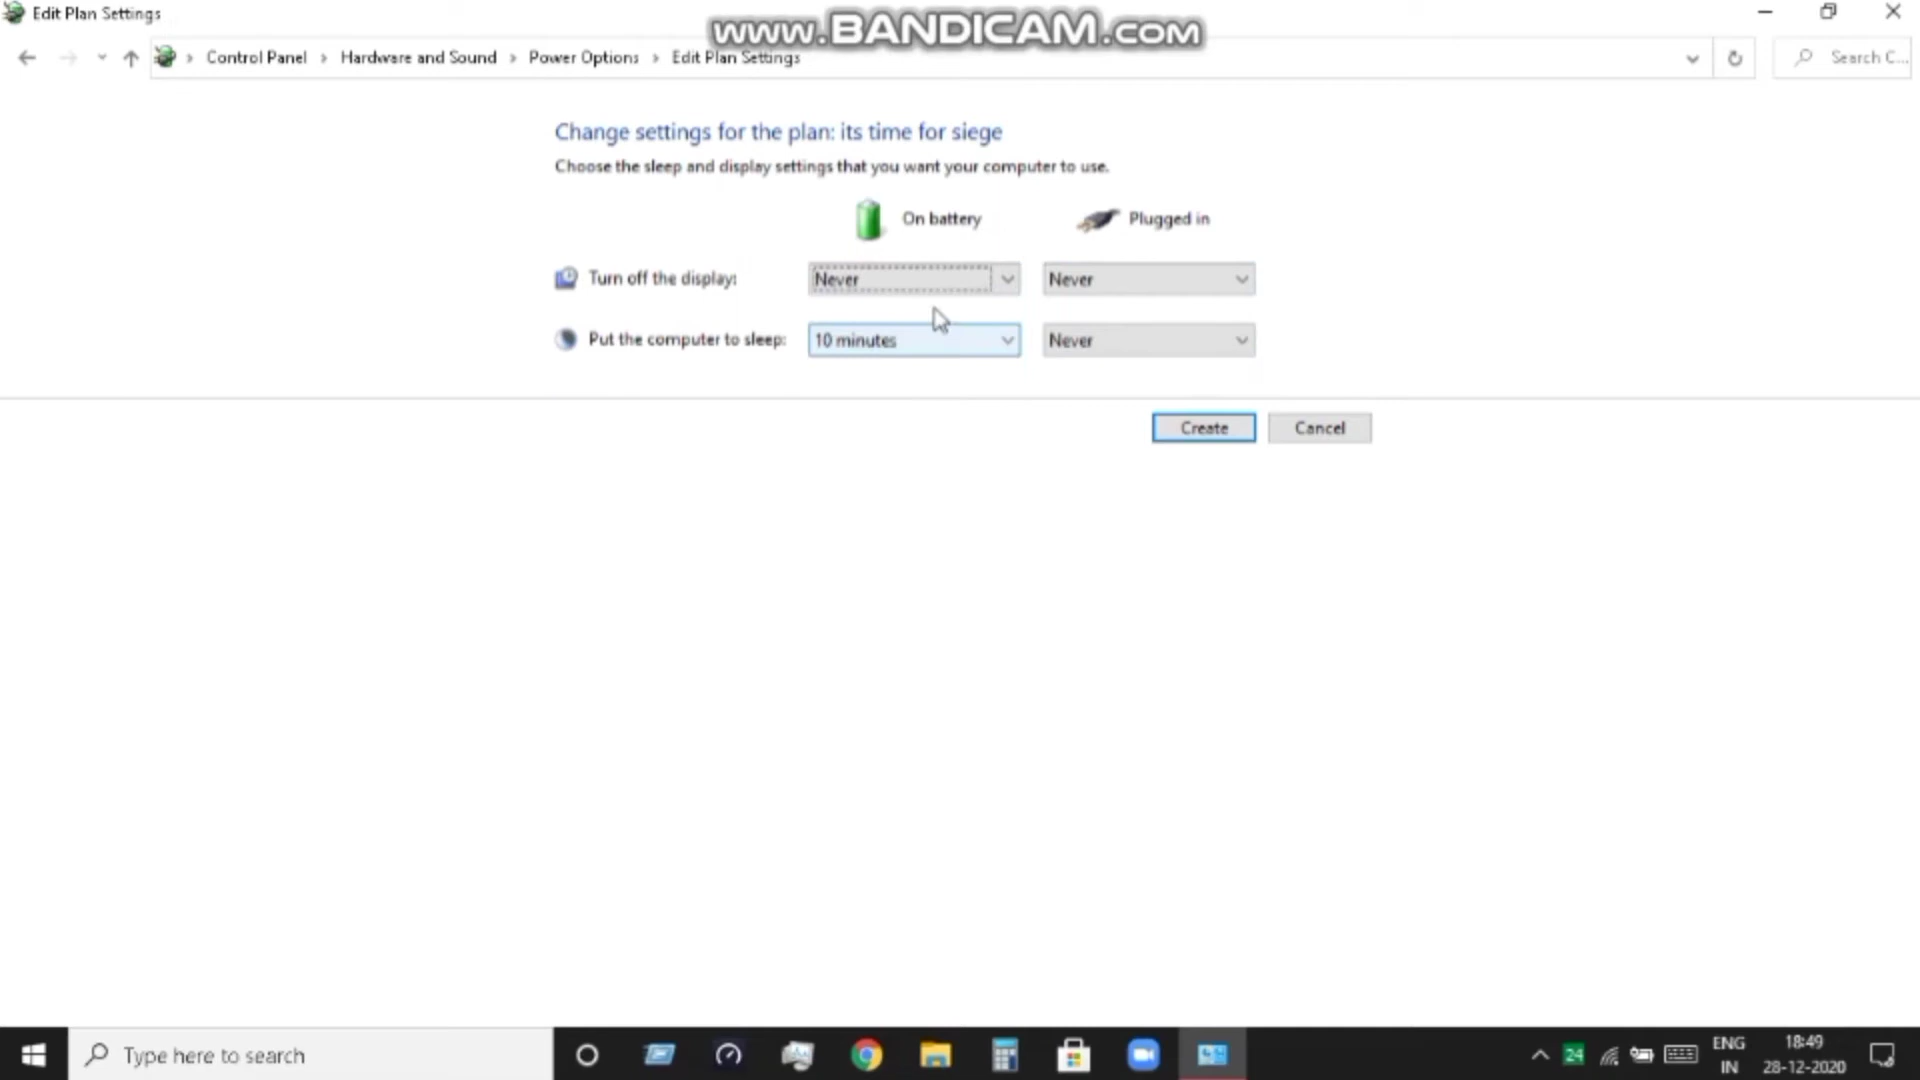 Edit Plan Settings
www.BANDICAM.com
Control Panel > Hardware and Sound > Power Options > Edit Plan Settings
Search C...
Change settings for the plan: its time for siege
Choose the sleep and display settings that you want your computer to use.
On battery
Plugged in
Turn off the display: Never Never
Put the computer to sleep: 10 minutes Never
Create Cancel
Type here to search
24
ENG
IN
18:49
28-12-2020